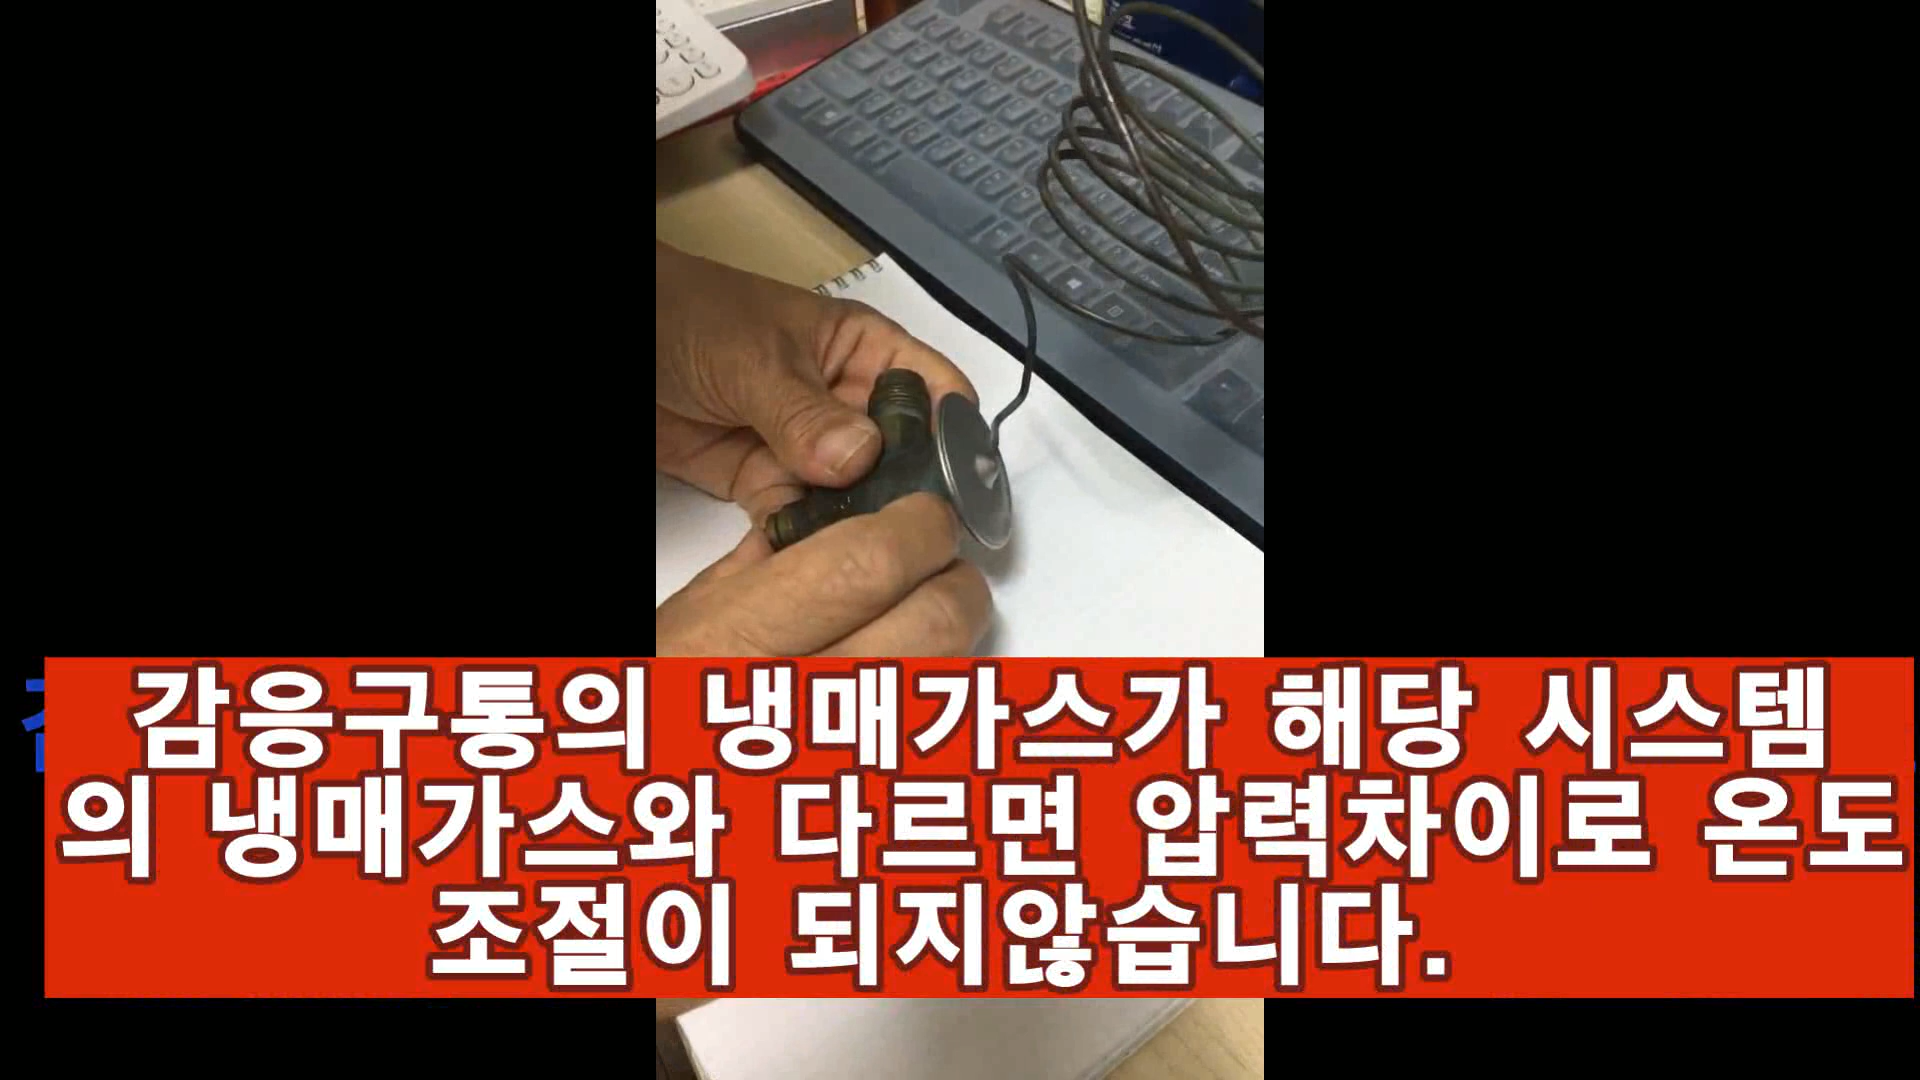 감응구통의 냉매가스가 해당 시스템
의 냉매가스와 다르면 압력차이로 온도
조절이 되지않습니다.